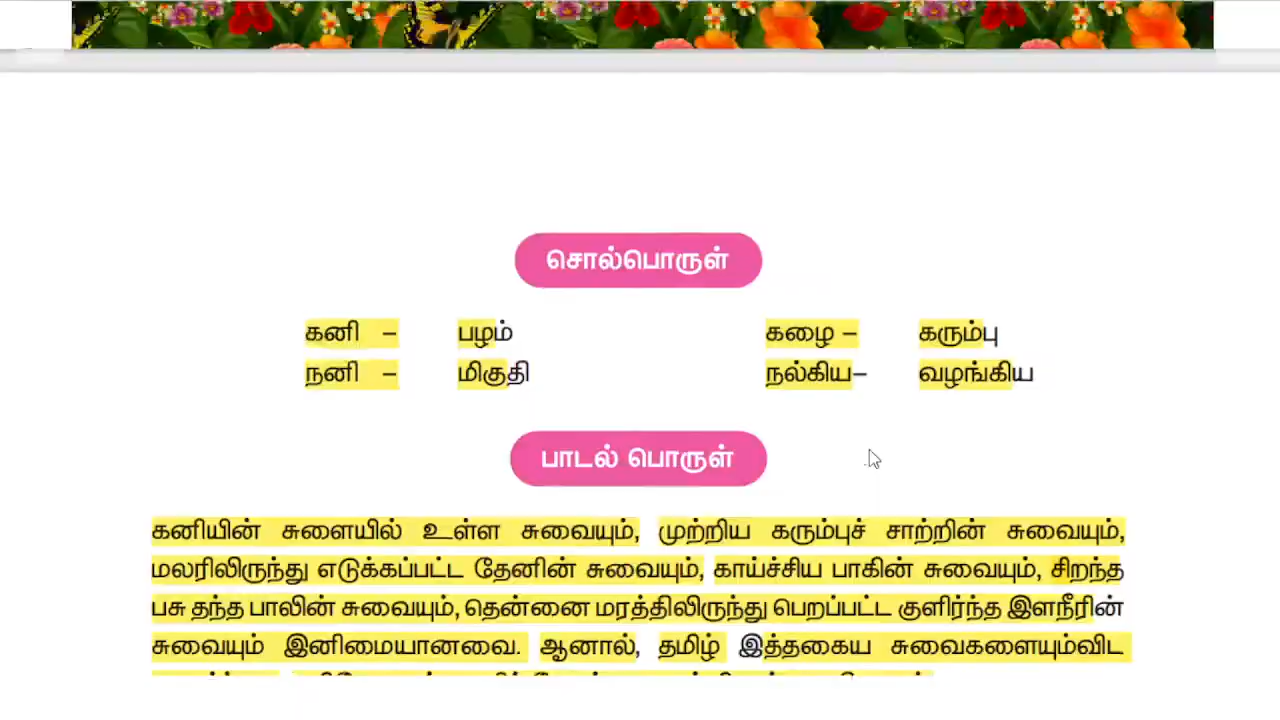 சொல்பொருள்
கனி – பழம் கழை – கரும்பு
நனி – மிகுதி நல்கிய– வழங்கிய
பாடல் பொருள்
கனியின் சுளையில் உள்ள சுவையும், முற்றிய கரும்புச் சாற்றின் சுவையும்,
மலரிலிருந்து எடுக்கப்பட்ட தேனின் சுவையும், காய்ச்சிய பாகின் சுவையும், சிறந்த
பசு தந்த பாலின் சுவையும், தென்னை மரத்திலிருந்து பெறப்பட்ட குளிர்ந்த இளநீரின்
சுவையும் இனிமையானவை. ஆனால், தமிழ் இத்தகைய சுவைகளையும்விட